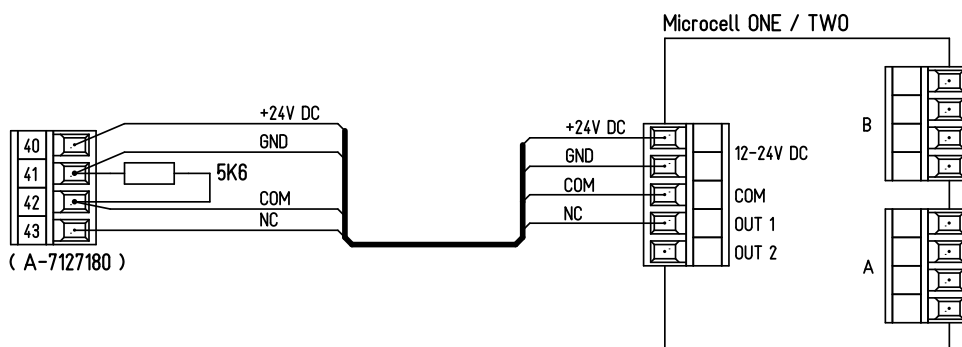 Microcell ONE / TWO
+24V DC
GND
5K6
COM
NC
40
41
42
43
( A-7127180 )
+24V DC
GND
COM
NC
12-24V DC
COM
OUT 1
OUT 2
B
A